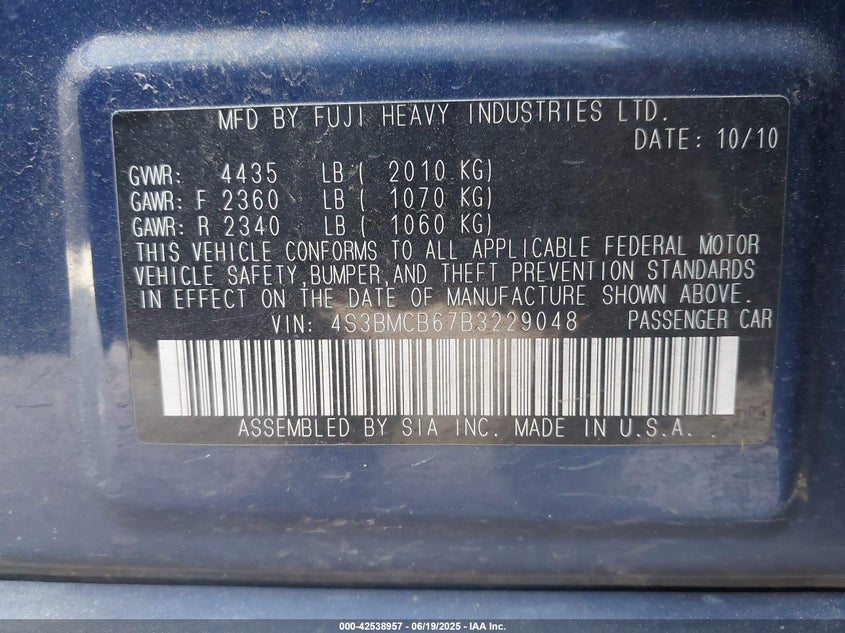 MFD BY FUJI HEAVY INDUSTRIES LTD.
DATE: 10/10
GVWR: 4435 LB ( 2010 KG)
GAWR: F 2360 LB ( 1070 KG)
GAWR: R 2340 LB ( 1060 KG)
THIS VEHICLE CONFORMS TO ALL APPLICABLE FEDERAL MOTOR
VEHICLE SAFETY,BUMPER,AND THEFT PREVENTION STANDARDS
IN EFFECT ON THE DATE OF MANUFACTURE SHOWN ABOVE.
VIN: 4S3BMCB67B3229048 PASSENGER CAR
ASSEMBLED BY SIA INC. MADE IN U.S.A.
000-42538957 - 06/19/2025 - IAA Inc.